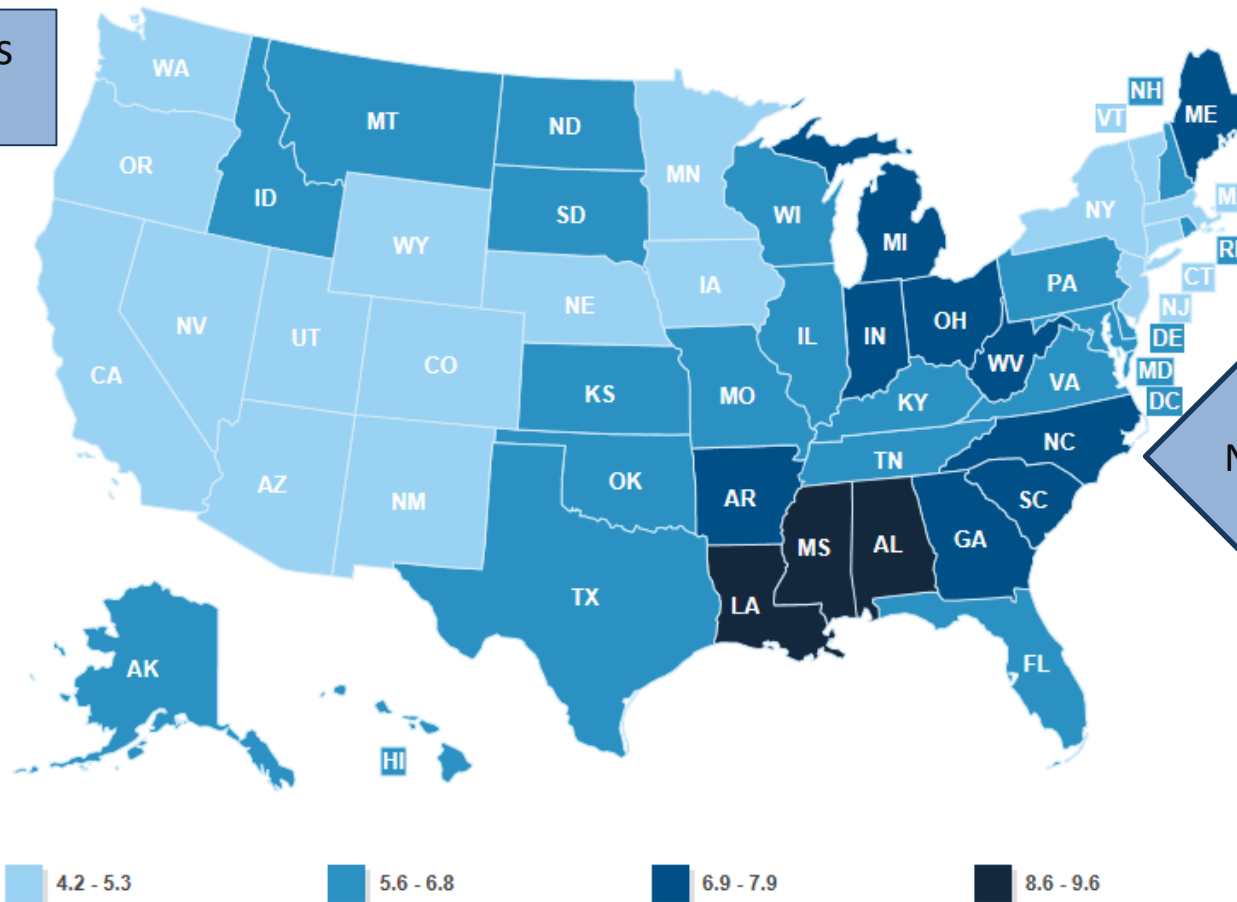 S
WA
NH
ME
MT
ND
VT
OR
MN
ID
SD
WI
M
NY
WY
MI
RI
IA
PA
CT
NE
NJ
NV
UT
IL
IN
OH
DE
CO
WV
CA
MD
VA
KS
MO
KY
DC
NC
TN
N
AZ
OK
NM
AR
SC
MS
AL
GA
TX
LA
AK
FL
HI
4.2 - 5.3
5.6 - 6.8
6.9 - 7.9
8.6 - 9.6